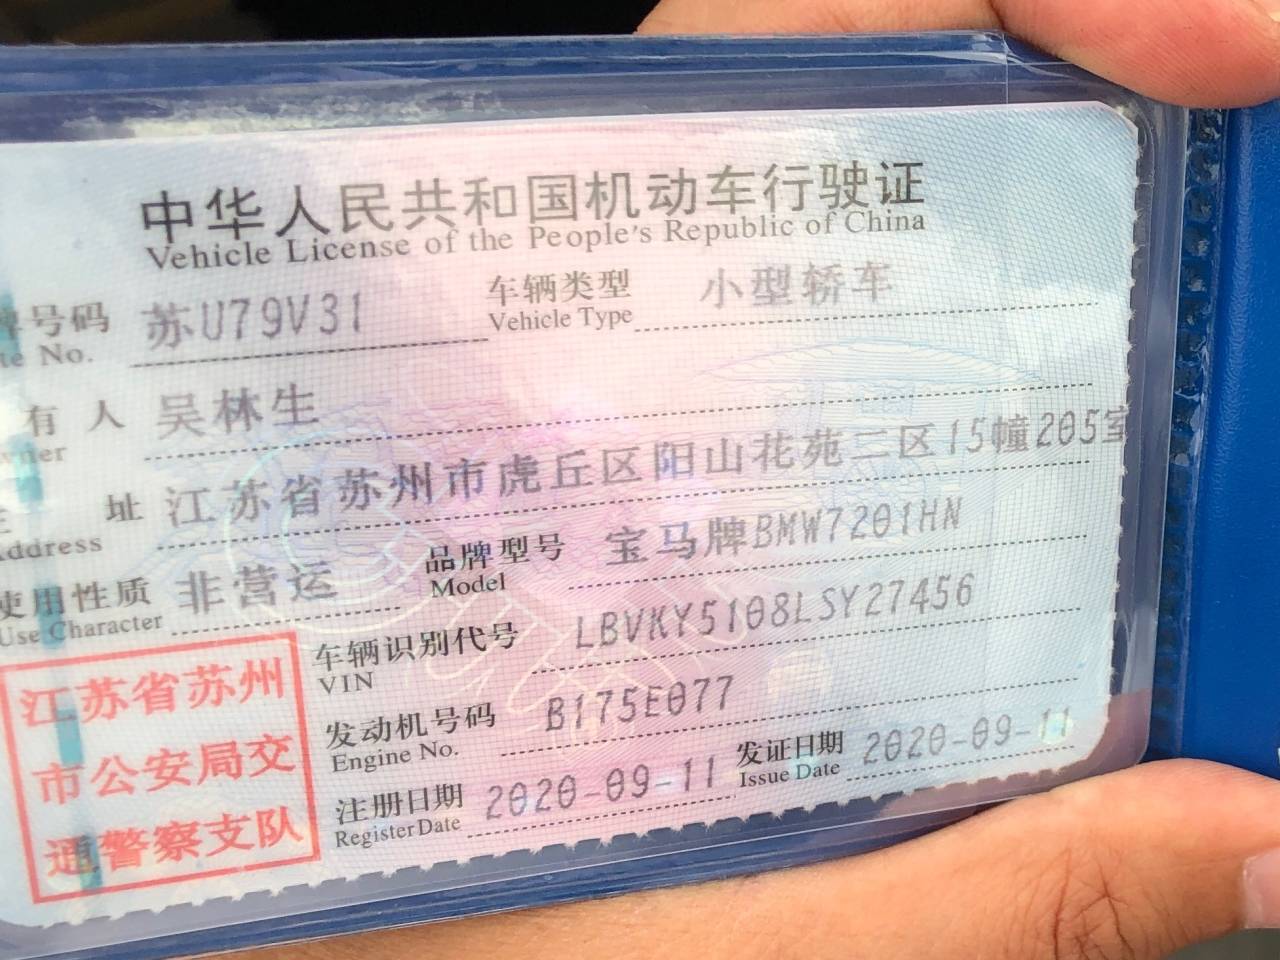 中华人民共和国机动车行驶证
Vehicle License of the People's Republic of China
牌号码 苏U79V31 车辆类型 小型轿车
te No. Vehicle Type
有人 吴林生
wner
址 江苏省苏州市虎丘区阳山花苑二区15幢205室
Address
使用性质 非营运 品牌型号 宝马牌BMW7201HN
Use Character Model
车辆识别代号 LBVKY5108LSY27456
VIN
发动机号码 B175E077
Engine No.
注册日期 2020-09-11 发证日期 2020-09-11
Register Date Issue Date
江苏省苏州
市公安局交
通警察支队